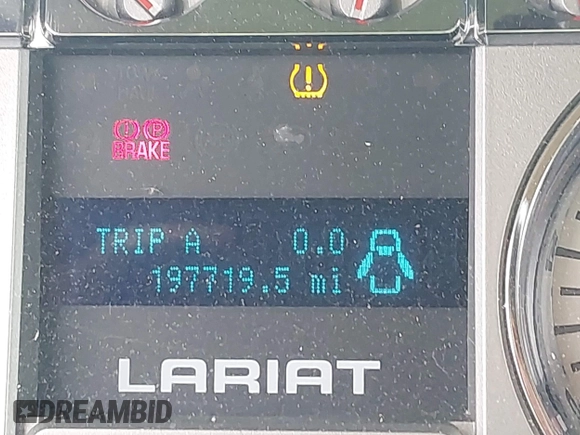 ! P
BRAKE
TRIP A 0.0
197719.5 mi
LARIAT
DREAMBID